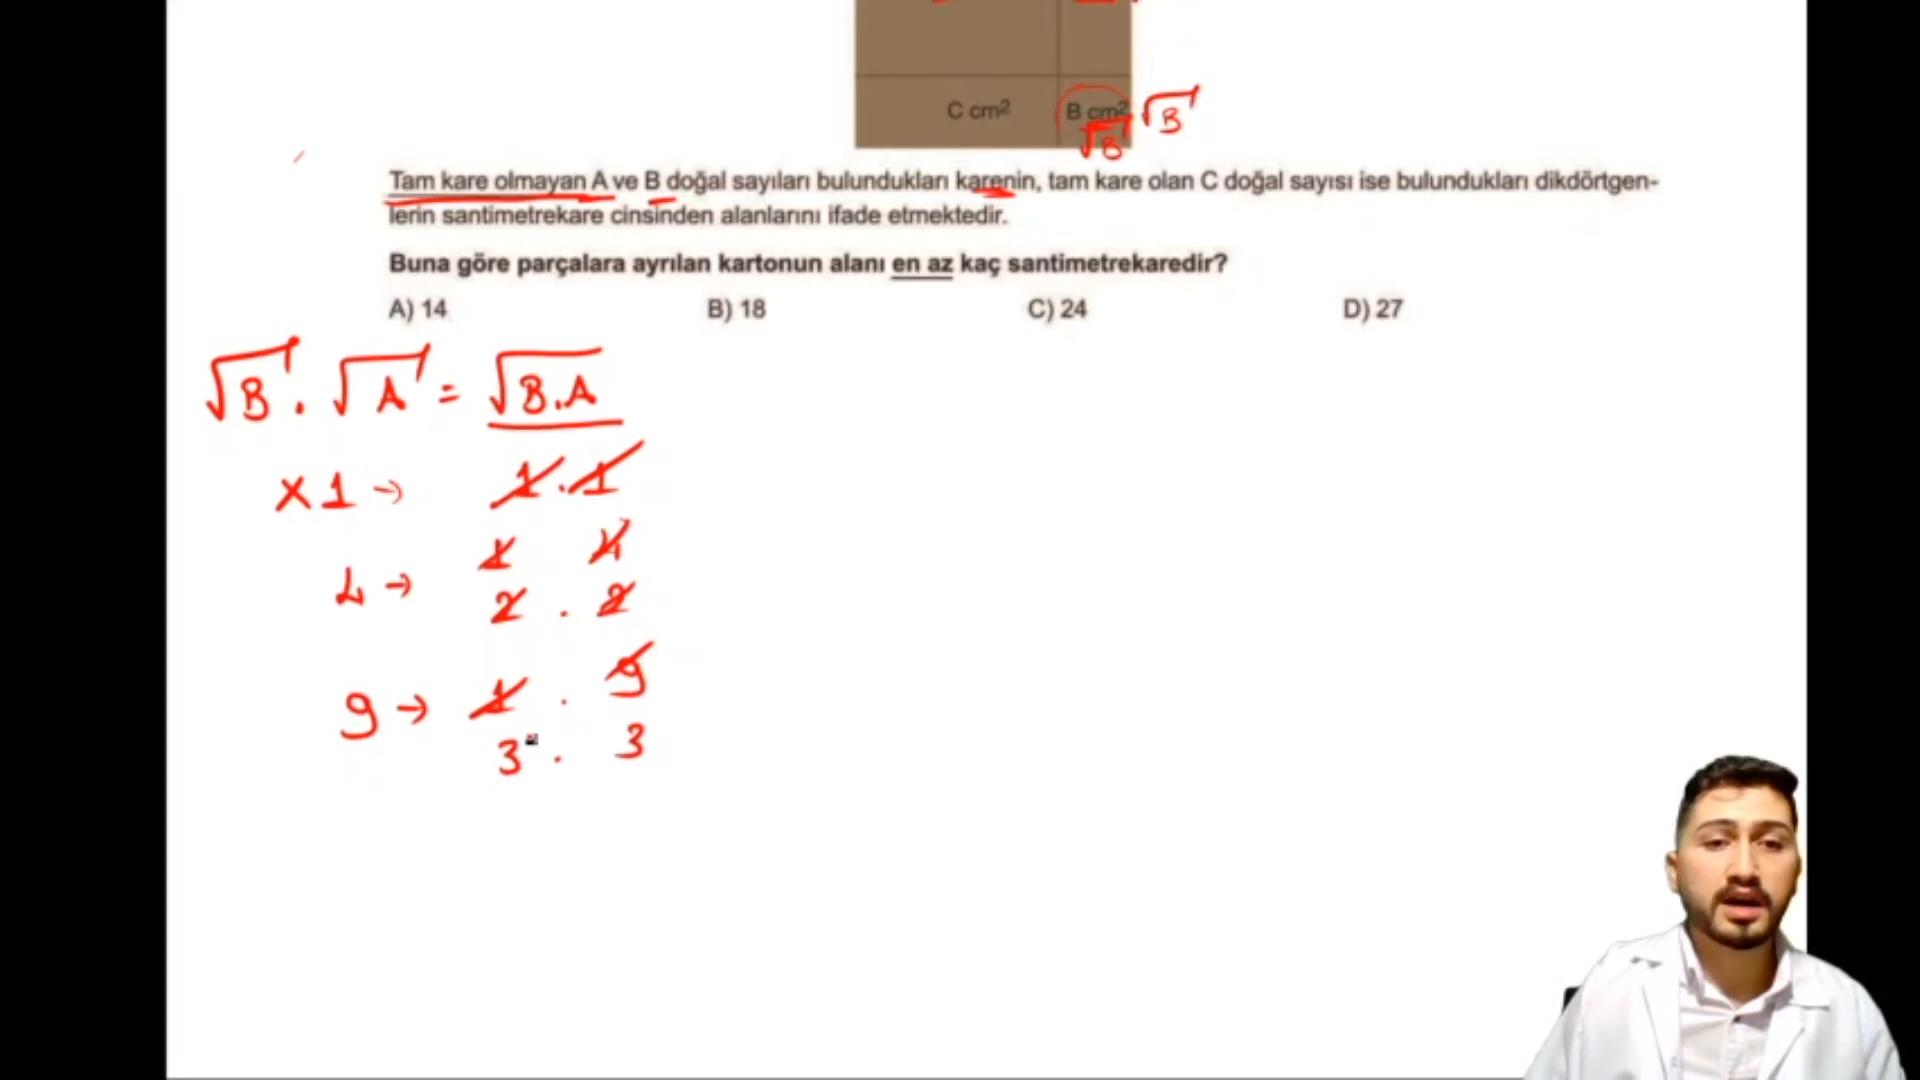 C cm²
B cm²
√B
√B
Tam kare olmayan A ve B doğal sayıları bulundukları karenin, tam kare olan C doğal sayısı ise bulundukları dikdörtgen-
lerin santimetrekare cinsinden alanlarını ifade etmektedir.
Buna göre parçalara ayrılan kartonun alanı en az kaç santimetrekaredir?
A) 14 B) 18 C) 24 D) 27
√B . √A = √B.A
x 1 → 1 . 1
1 4
4 → 2 . 2
9 → 1 . 9
3 . 3